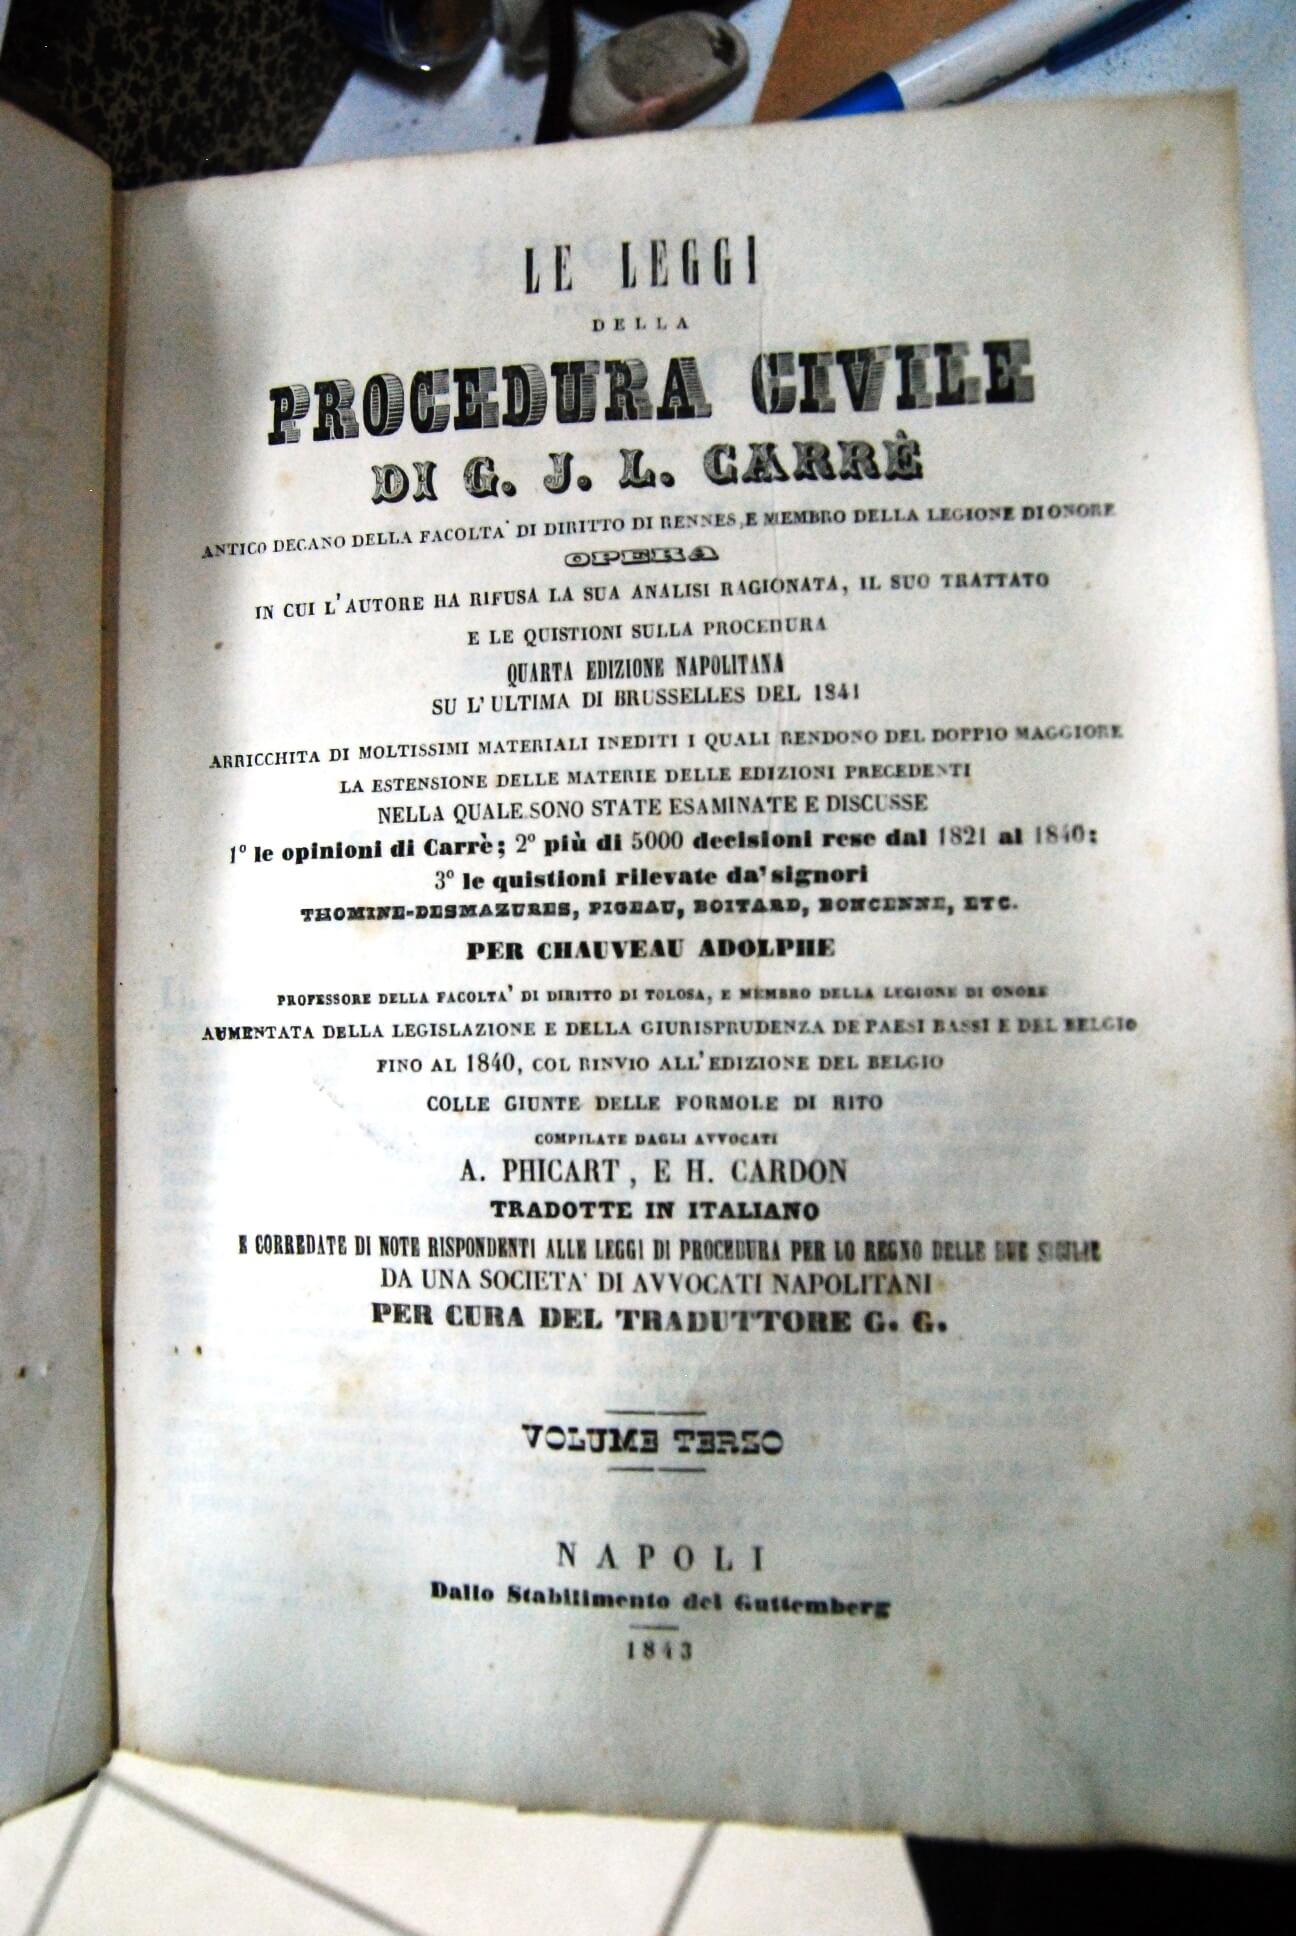 LE LEGGI
DELLA
PROCEDURA CIVILE
DI G. J. L. CARRÈ
ANTICO DECANO DELLA FACOLTA' DI DIRITTO DI RENNES, E MEMBRO DELLA LEGIONE DI ONORE
OPERA
IN CUI L'AUTORE HA RIFUSA LA SUA ANALISI RAGIONATA, IL SUO TRATTATO
E LE QUISTIONI SULLA PROCEDURA
QUARTA EDIZIONE NAPOLITANA
SU L'ULTIMA DI BRUSSELLES DEL 1841
ARRICCHITA DI MOLTISSIMI MATERIALI INEDITI I QUALI RENDONO DEL DOPPIO MAGGIORE
LA ESTENSIONE DELLE MATERIE DELLE EDIZIONI PRECEDENTI
NELLA QUALE SONO STATE ESAMINATE E DISCUSSE
1° le opinioni di Carrè; 2° più di 5000 decisioni rese dal 1821 al 1840;
3° le quistioni rilevate da' signori
THOMINE-DESMAZURES, PIGEAU, BOITARD, BONCENNE, ETC.
PER CHAUVEAU ADOLPHE
PROFESSORE DELLA FACOLTA' DI DIRITTO DI TOLOSA, E MEMBRO DELLA LEGIONE DI ONORE
AUMENTATA DELLA LEGISLAZIONE E DELLA GIURISPRUDENZA DE PAESI BASSI E DEL BELGIO
FINO AL 1840, COL RINVIO ALL'EDIZIONE DEL BELGIO
COLLE GIUNTE DELLE FORMOLE DI RITO
COMPILATE DAGLI AVVOCATI
A. PHICART, E H. CARDON
TRADOTTE IN ITALIANO
E CORREDATE DI NOTE RISPONDENTI ALLE LEGGI DI PROCEDURA PER LO REGNO DELLE DUE SICILIE
DA UNA SOCIETA' DI AVVOCATI NAPOLITANI
PER CURA DEL TRADUTTORE G. G.
VOLUME TERZO
NAPOLI
Dallo Stabilimento del Guttemberg
1843